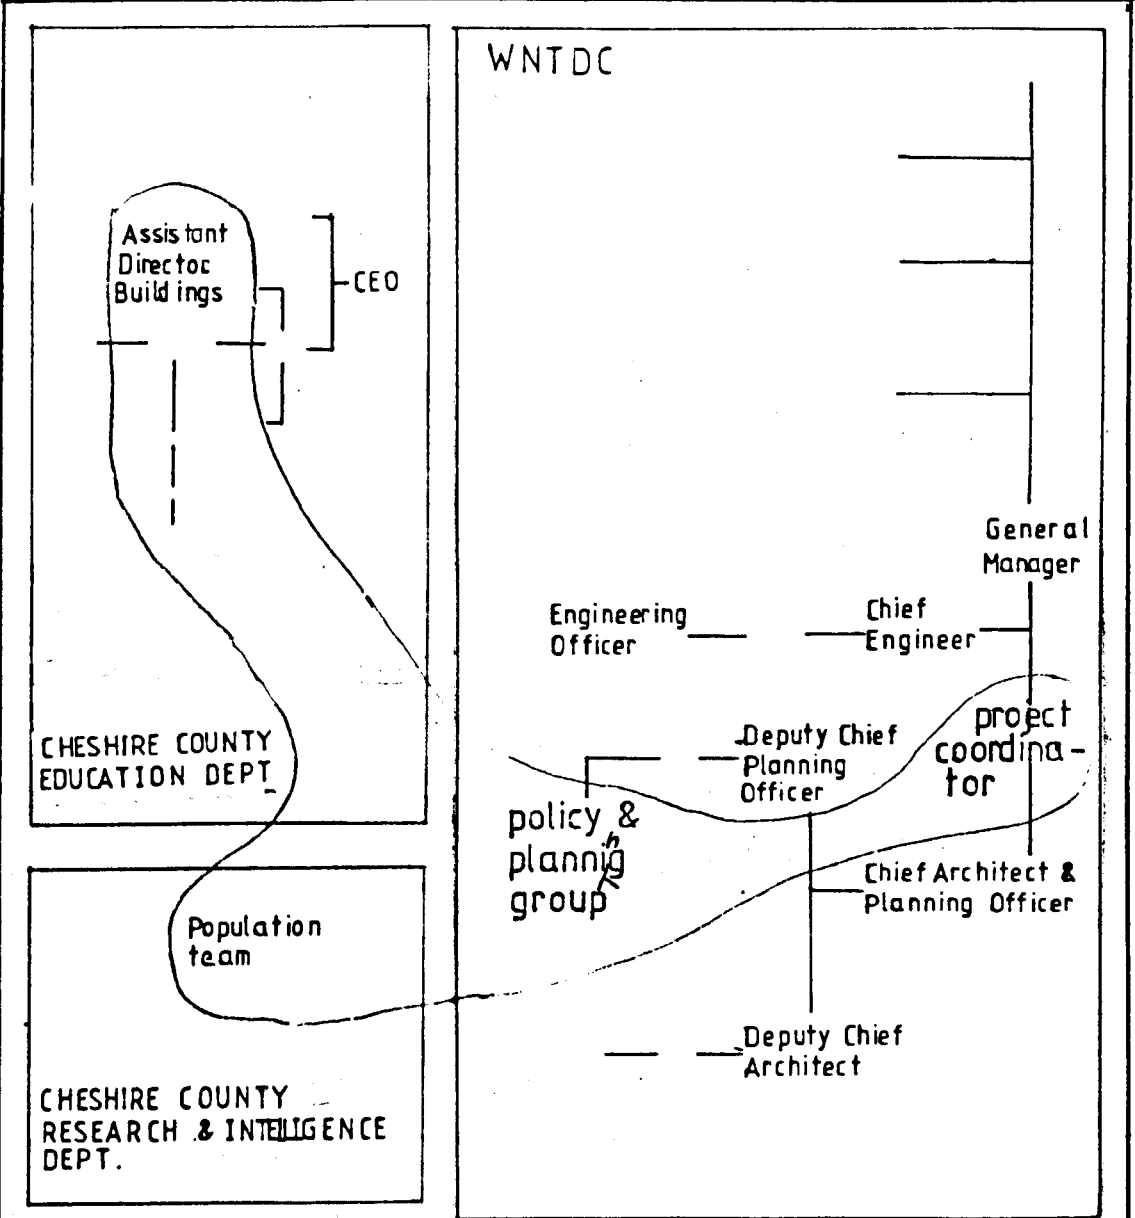 WNTDC
Assistant
Director
Buildings
CEO
General
Manager
Engineering
Officer
Chief
Engineer
CHESHIRE COUNTY
EDUCATION DEPT
Deputy Chief
Planning
Officer
project
coordina-
tor
policy &
plannig
n
group
Chief Architect &
Planning Officer
Population
team
Deputy Chief
Architect
CHESHIRE COUNTY
RESEARCH & INTELLIGENCE
DEPT.